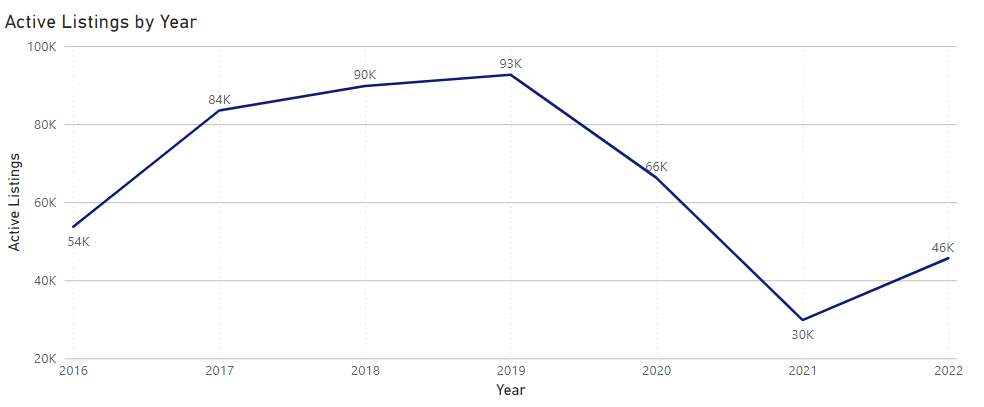 Active Listings by Year
100K
80K
60K
40K
20K
Active Listings
54K
84K
90K
93K
66K
30K
46K
2016 2017 2018 2019 2020 2021 2022
Year